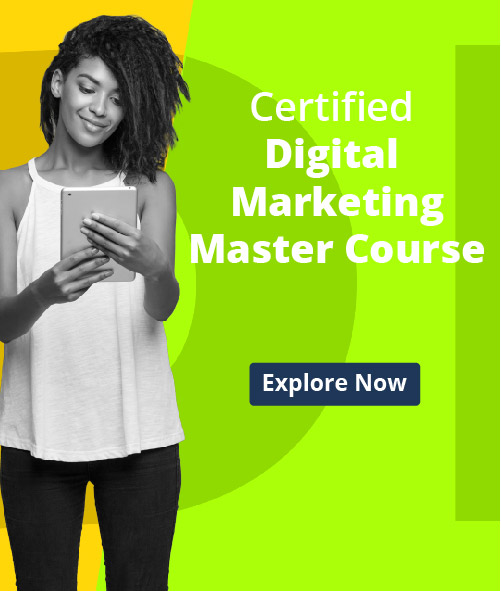 Certified
Digital
Marketing
Master Course
Explore Now